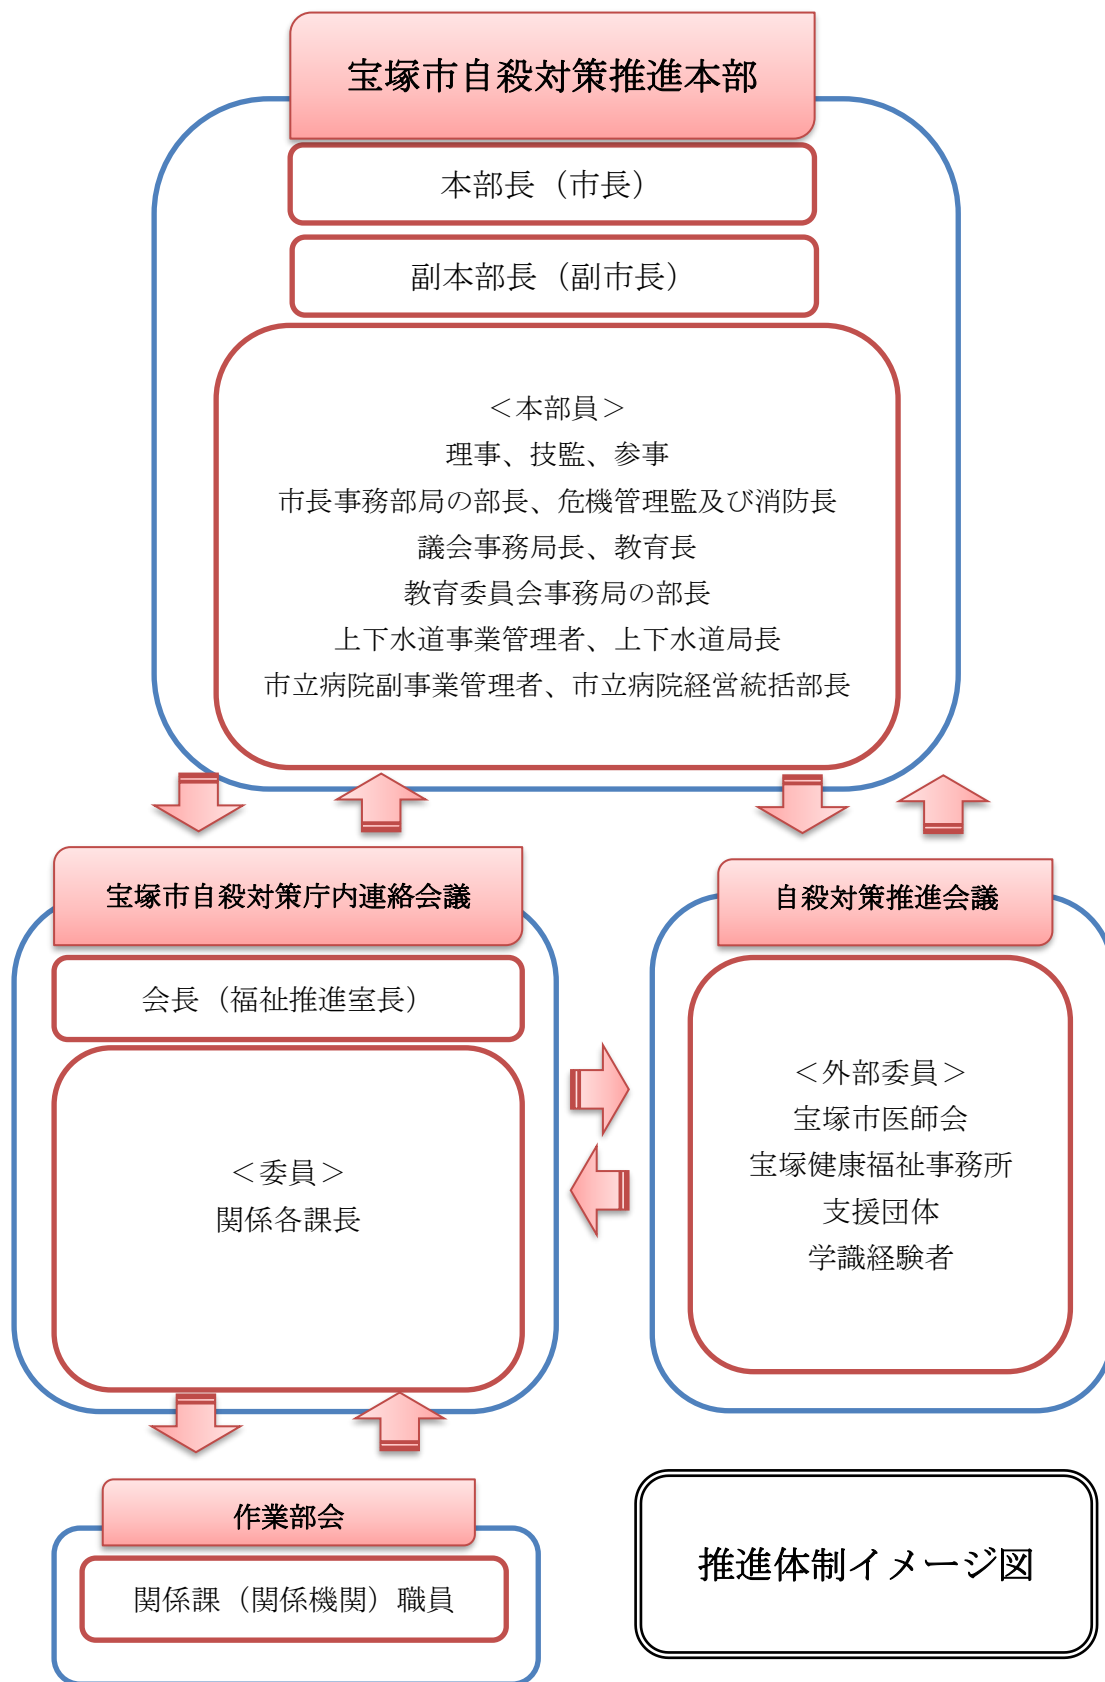 宝塚市自殺対策推進本部
本部長（市長）
副本部長（副市長）
＜本部員＞
理事、技監、参事
市長事務部局の部長、危機管理監及び消防長
議会事務局長、教育長
教育委員会事務局の部長
上下水道事業管理者、上下水道局長
市立病院副事業管理者、市立病院経営統括部長
宝塚市自殺対策庁内連絡会議
会長（福祉推進室長）
＜委員＞
関係各課長
自殺対策推進会議
＜外部委員＞
宝塚市医師会
宝塚健康福祉事務所
支援団体
学識経験者
作業部会
関係課（関係機関）職員
推進体制イメージ図